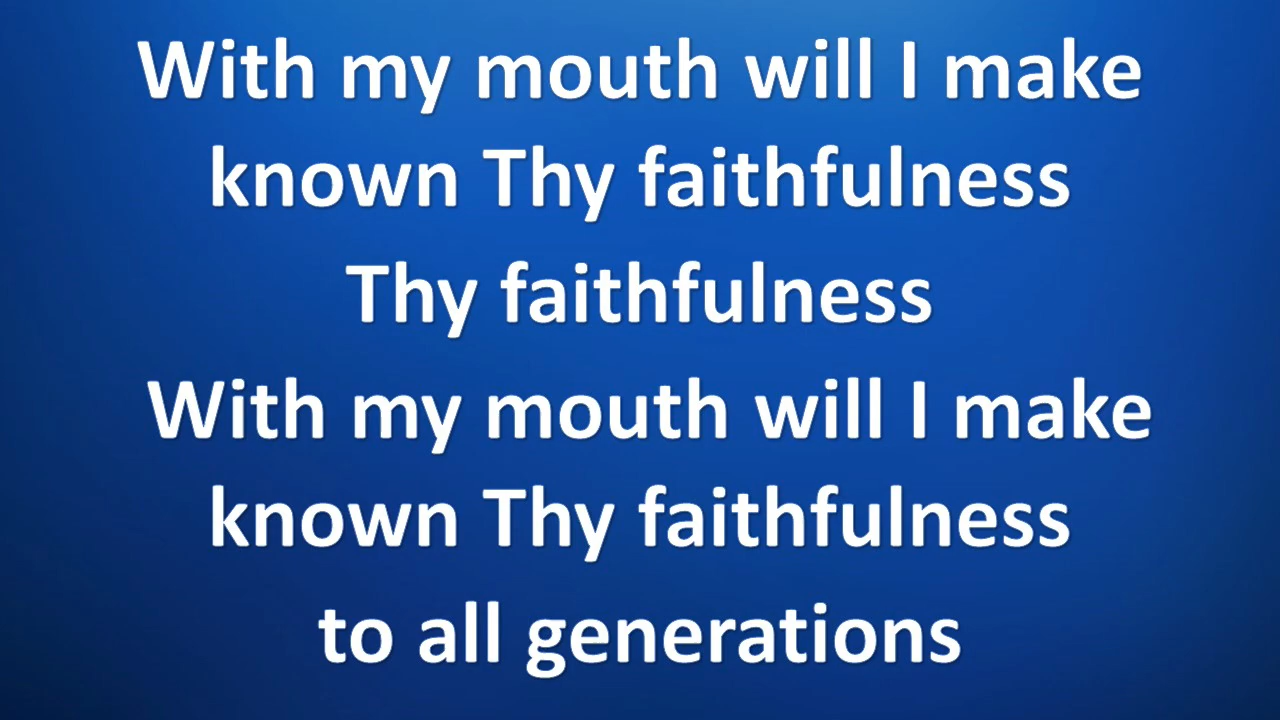 With my mouth will I make
known Thy faithfulness
Thy faithfulness
With my mouth will I make
known Thy faithfulness
to all generations